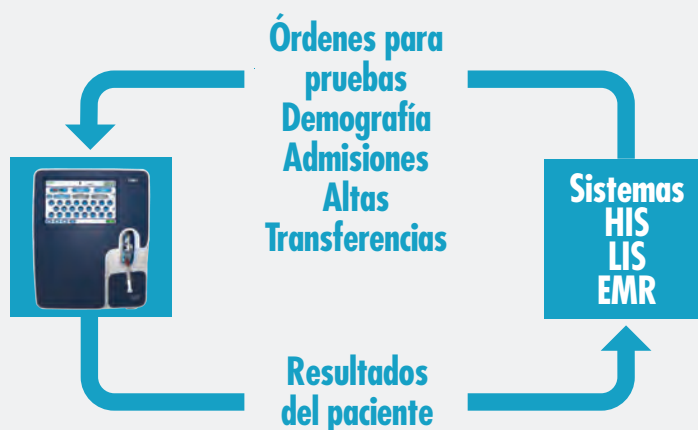 Órdenes para
pruebas
Demografía
Admisiones
Altas
Transferencias
Sistemas
HIS
LIS
EMR
Resultados
del paciente